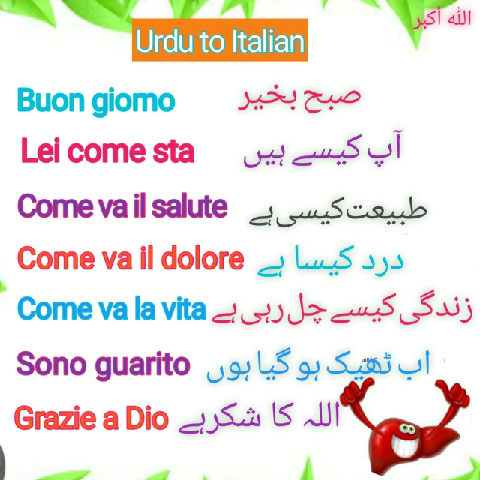 الله أكبر
Urdu to Italian
Buon giorno صبح بخیر
Lei come sta آپ کیسے ہیں
Come va il salute طبیعت کیسی ہے
Come va il dolore درد کیسا ہے
Come va la vita زندگی کیسے چل رہی ہے
Sono guarito اب ٹھیک ہو گیا ہوں
Grazie a Dio اللہ کا شکر ہے